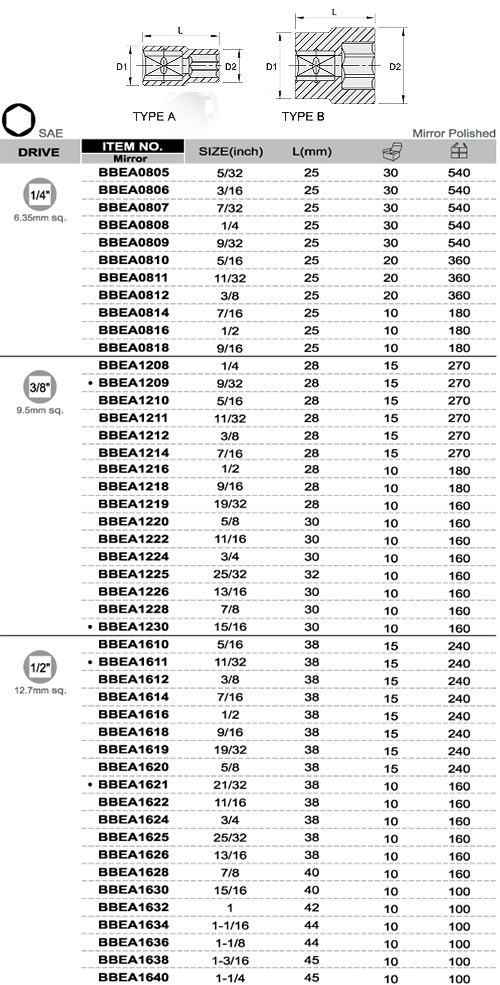 L
D1
D2
TYPE A
L
D1
D2
TYPE B
SAE
Mirror Polished
DRIVE ITEM NO. Mirror SIZE(inch) L(mm)
1/4"
6.35mm sq.
BBEA0805 5/32 25 30 540
BBEA0806 3/16 25 30 540
BBEA0807 7/32 25 30 540
BBEA0808 1/4 25 30 540
BBEA0809 9/32 25 30 540
BBEA0810 5/16 25 20 360
BBEA0811 11/32 25 20 360
BBEA0812 3/8 25 20 360
BBEA0814 7/16 25 10 180
BBEA0816 1/2 25 10 180
BBEA0818 9/16 25 10 180
3/8"
9.5mm sq.
BBEA1208 1/4 28 15 270
• BBEA1209 9/32 28 15 270
BBEA1210 5/16 28 15 270
BBEA1211 11/32 28 15 270
BBEA1212 3/8 28 15 270
BBEA1214 7/16 28 15 270
BBEA1216 1/2 28 10 180
BBEA1218 9/16 28 10 180
BBEA1219 19/32 28 10 160
BBEA1220 5/8 30 10 160
BBEA1222 11/16 30 10 160
BBEA1224 3/4 30 10 160
BBEA1225 25/32 32 10 160
BBEA1226 13/16 30 10 160
BBEA1228 7/8 30 10 160
• BBEA1230 15/16 30 10 160
1/2"
12.7mm sq.
BBEA1610 5/16 38 15 240
• BBEA1611 11/32 38 15 240
BBEA1612 3/8 38 15 240
BBEA1614 7/16 38 15 240
BBEA1616 1/2 38 15 240
BBEA1618 9/16 38 15 240
BBEA1619 19/32 38 15 240
BBEA1620 5/8 38 15 240
• BBEA1621 21/32 38 10 160
BBEA1622 11/16 38 10 160
BBEA1624 3/4 38 10 160
BBEA1625 25/32 38 10 160
BBEA1626 13/16 38 10 160
BBEA1628 7/8 40 10 160
BBEA1630 15/16 40 10 100
BBEA1632 1 42 10 100
BBEA1634 1-1/16 44 10 100
BBEA1636 1-1/8 44 10 100
BBEA1638 1-3/16 45 10 100
BBEA1640 1-1/4 45 10 100